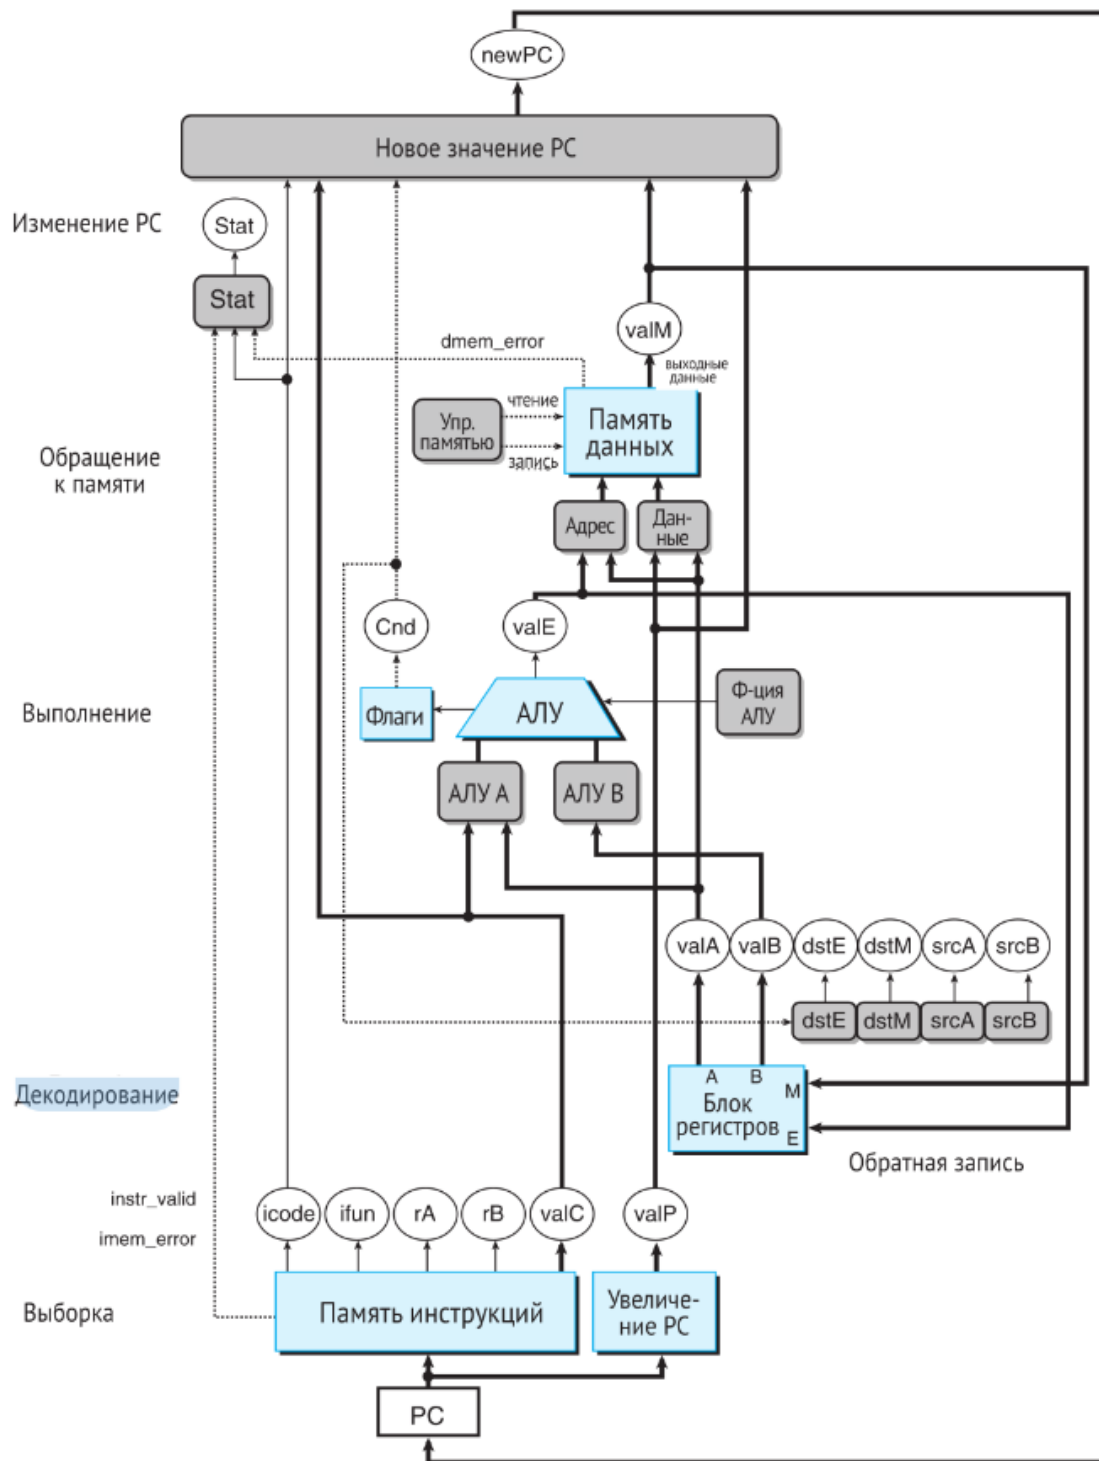 newPC
Новое значение PC
Изменение PC
Stat
Stat
valM
dmem_error
выходные
данные
чтение
Упр.
памятью
запись
Память
данных
Обращение
к памяти
Адрес
Дан-
ные
Cnd
valE
Выполнение
Флаги
АЛУ
Ф-ция
АЛУ
АЛУ A
АЛУ B
valA
valB
dstE
dstM
srcA
srcB
dstE
dstM
srcA
srcB
Декодирование
A
B
M
Блок
регистров
E
Обратная запись
instr_valid
imem_error
icode
ifun
rA
rB
valC
valP
Выборка
Память инструкций
Увеличе-
ние PC
PC